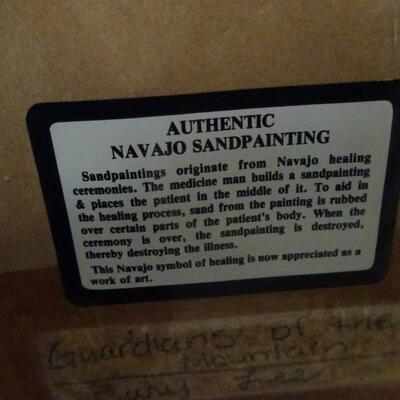 AUTHENTIC
NAVAJO SANDPAINTING
Sandpaintings originate from Navajo healing
ceremonies. The medicine man builds a sandpainting
& places the patient in the middle of it. To aid in
the healing process, sand from the painting is rubbed
over certain parts of the patient's body. When the
ceremony is over, the sandpainting is destroyed,
thereby destroying the illness.
This Navajo symbol of healing is now appreciated as a
work of art.
Guardians of the
Mountain
Lee